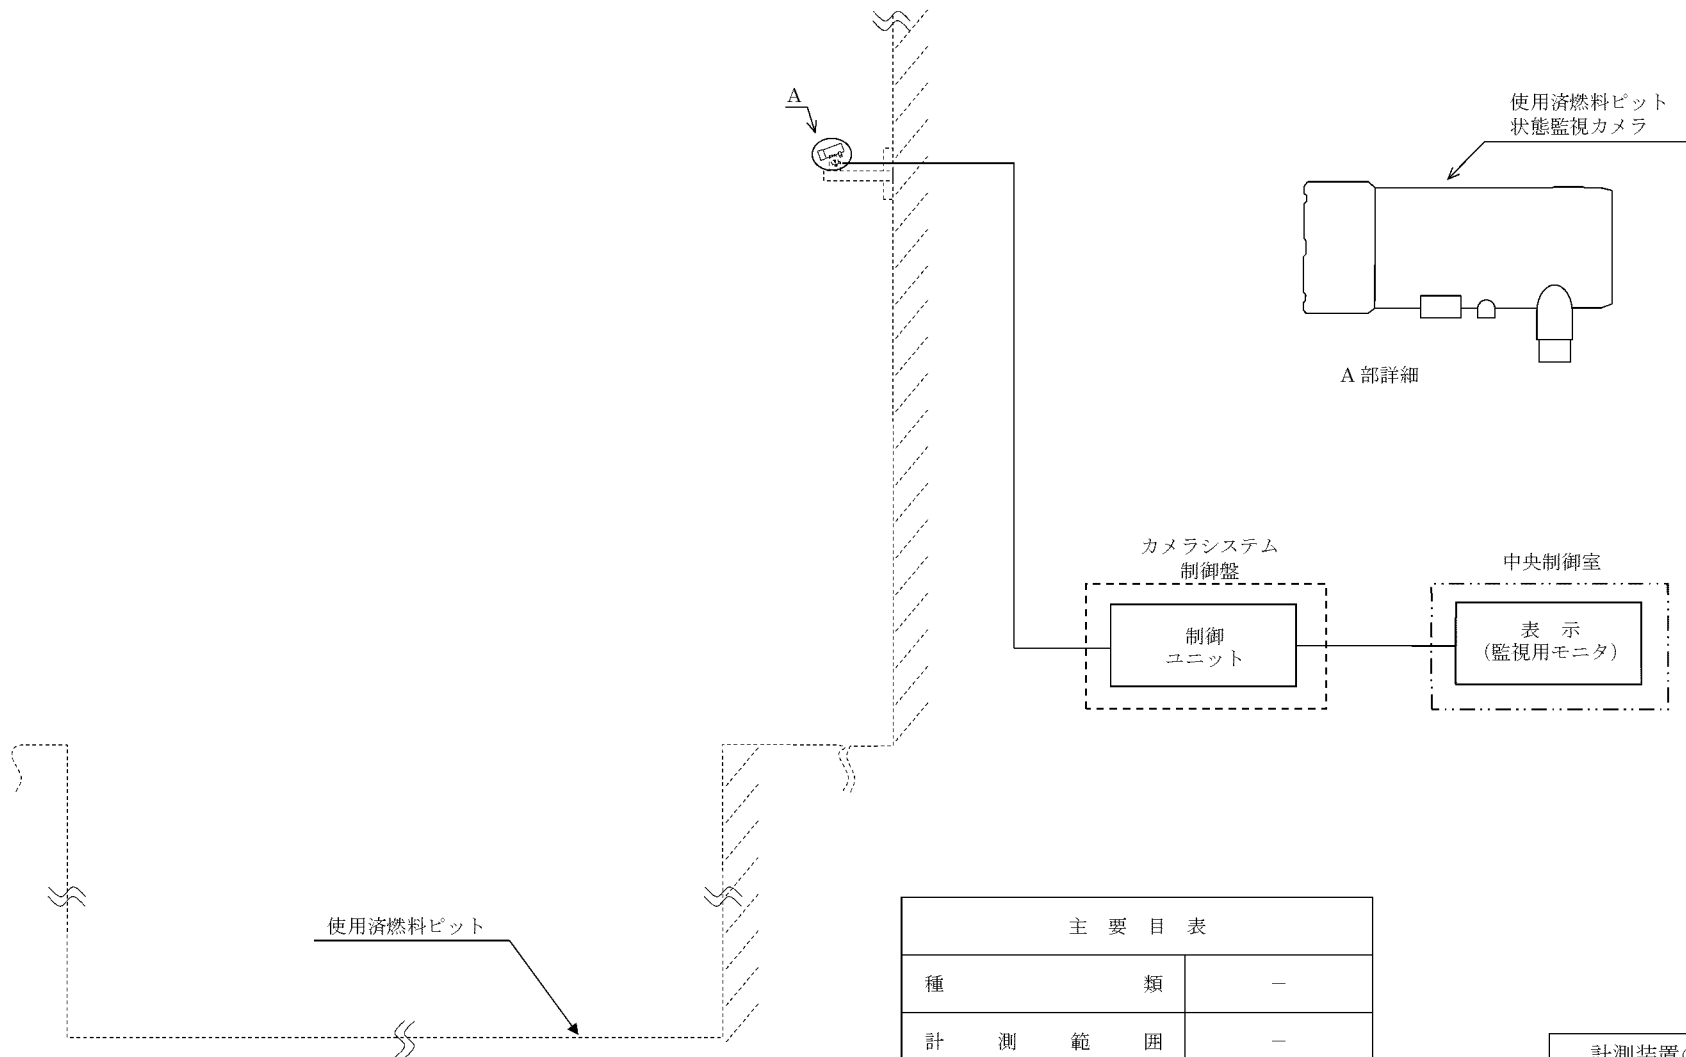 A
使用済燃料ピット
状態監視カメラ
A 部詳細
カメラシステム
制御盤
中央制御室
制御
ユニット
表 示
(監視用モニタ)
使用済燃料ピット
主 要 目 表
種 類 －
計 測 範 囲 －
計測装置の